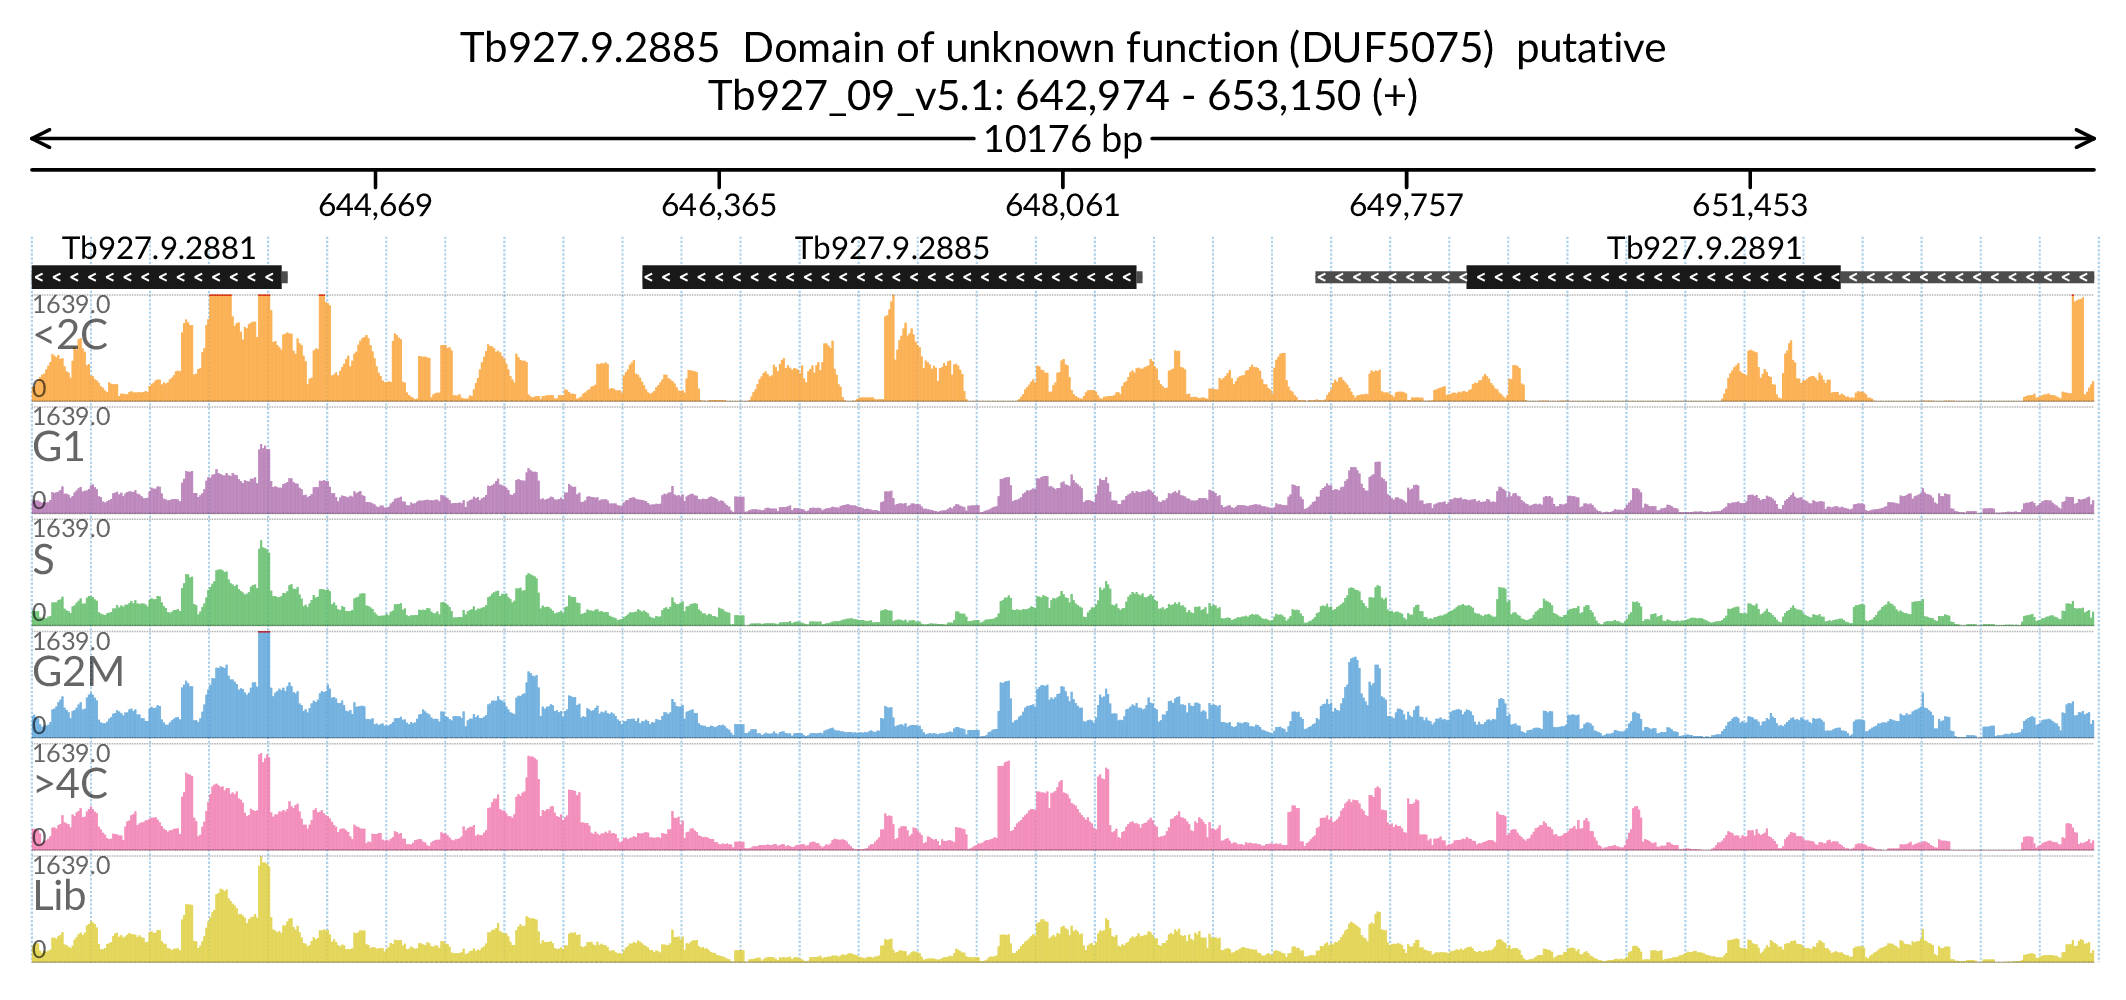 Tb927.9.2885  Domain of unknown function (DUF5075)  putative
Tb927_09_v5.1: 642,974 - 653,150 (+)
10176 bp
644,669 646,365 648,061 649,757 651,453
Tb927.9.2881 Tb927.9.2885 Tb927.9.2891
1639.0
<2C
0
1639.0
G1
0
1639.0
S
0
1639.0
G2M
0
1639.0
>4C
0
1639.0
Lib
0